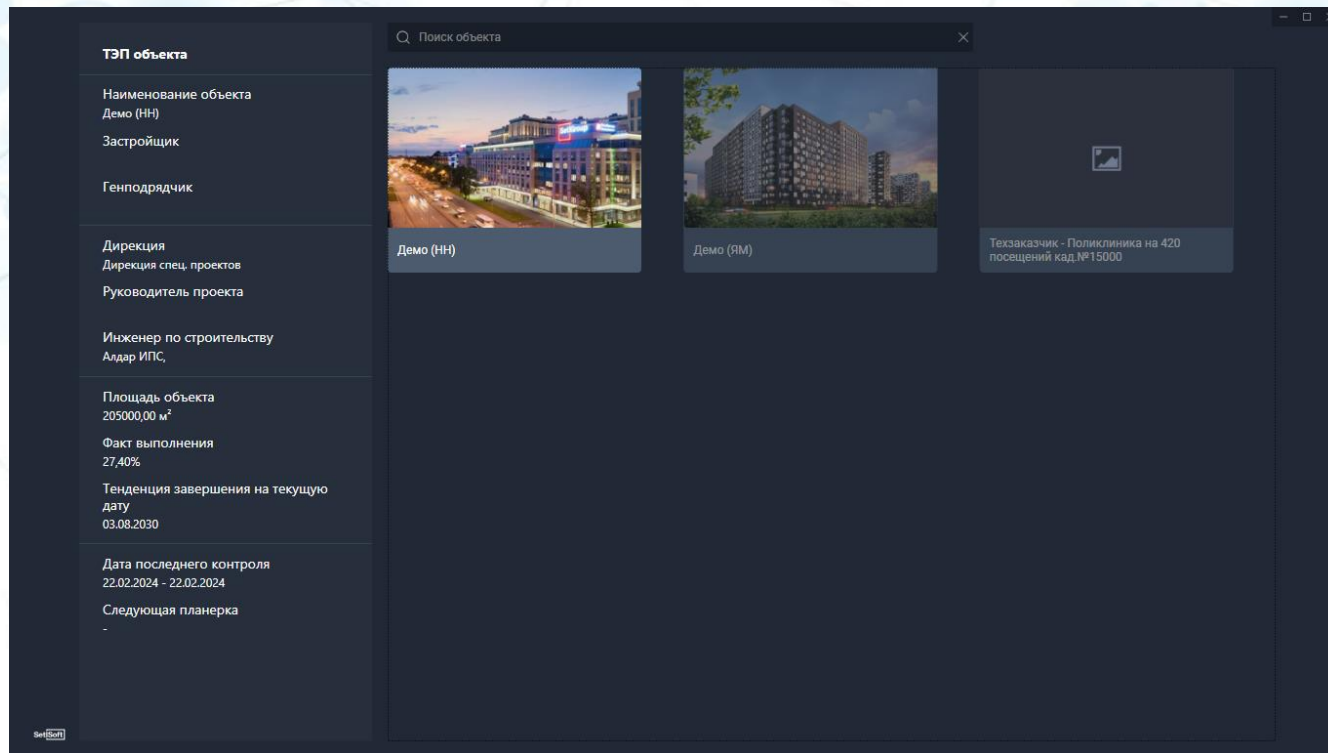 ТЭП объекта
Наименование объекта
Демо (НН)
Застройщик
Генподрядчик
Дирекция
Дирекция спец. проектов
Руководитель проекта
Инженер по строительству
Алдар ИПС,
Площадь объекта
205000,00 м²
Факт выполнения
27,40%
Тенденция завершения на текущую
дату
03.08.2030
Дата последнего контроля
22.02.2024 - 22.02.2024
Следующая планерка
-
Поиск объекта
SetlGroup
Демо (НН)
Демо (ЯМ)
Техзаказчик - Поликлиника на 420
посещений кад.№15000
SetlSoft